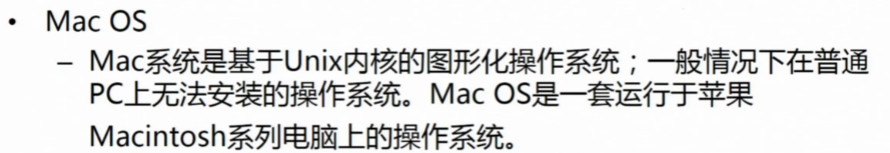 • Mac OS
– Mac系统是基于Unix内核的图形化操作系统；一般情况下在普通
PC上无法安装的操作系统。Mac OS是一套运行于苹果
Macintosh系列电脑上的操作系统。